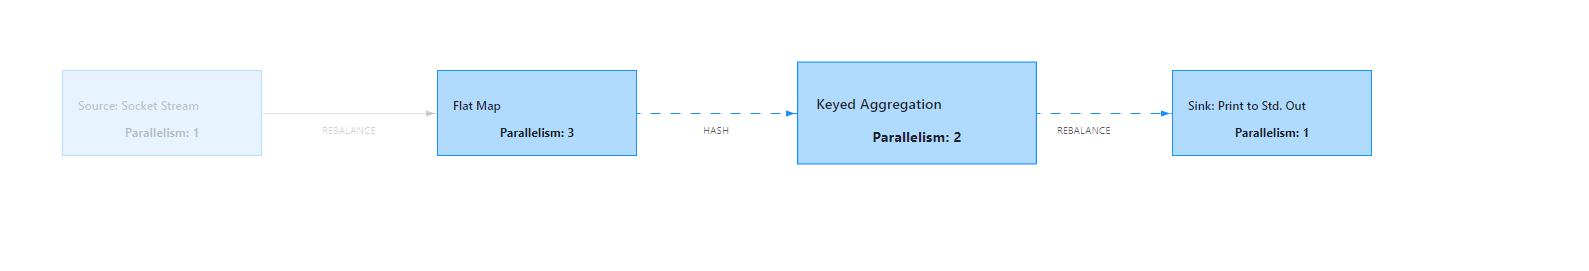 Source: Socket Stream
Parallelism: 1
REBALANCE
Flat Map
Parallelism: 3
HASH
Keyed Aggregation
Parallelism: 2
REBALANCE
Sink: Print to Std. Out
Parallelism: 1